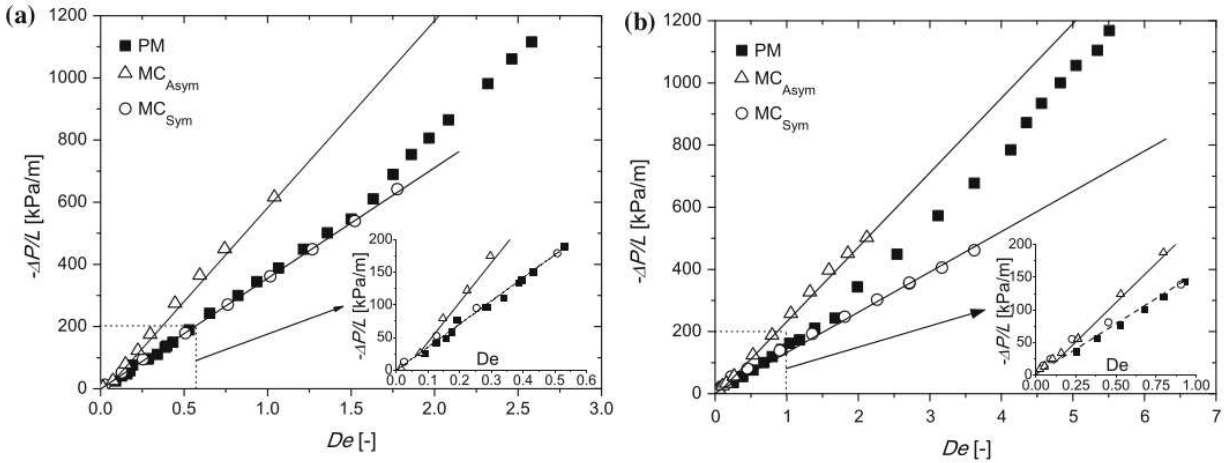 (a)
1200
1000
800
600
400
200
0
-ΔP/L [kPa/m]
PM
MC_Asym
MC_Sym
200
150
100
50
0
-ΔP/L [kPa/m]
0.0 0.1 0.2 0.3 0.4 0.5 0.6
De
0.0 0.5 1.0 1.5 2.0 2.5 3.0
De [-]
(b)
1200
1000
800
600
400
200
0
-ΔP/L [kPa/m]
PM
MC_Asym
MC_Sym
200
150
100
50
0
-ΔP/L [kPa/m]
De
0.00 0.25 0.50 0.75 1.00
0 1 2 3 4 5 6 7
De [-]